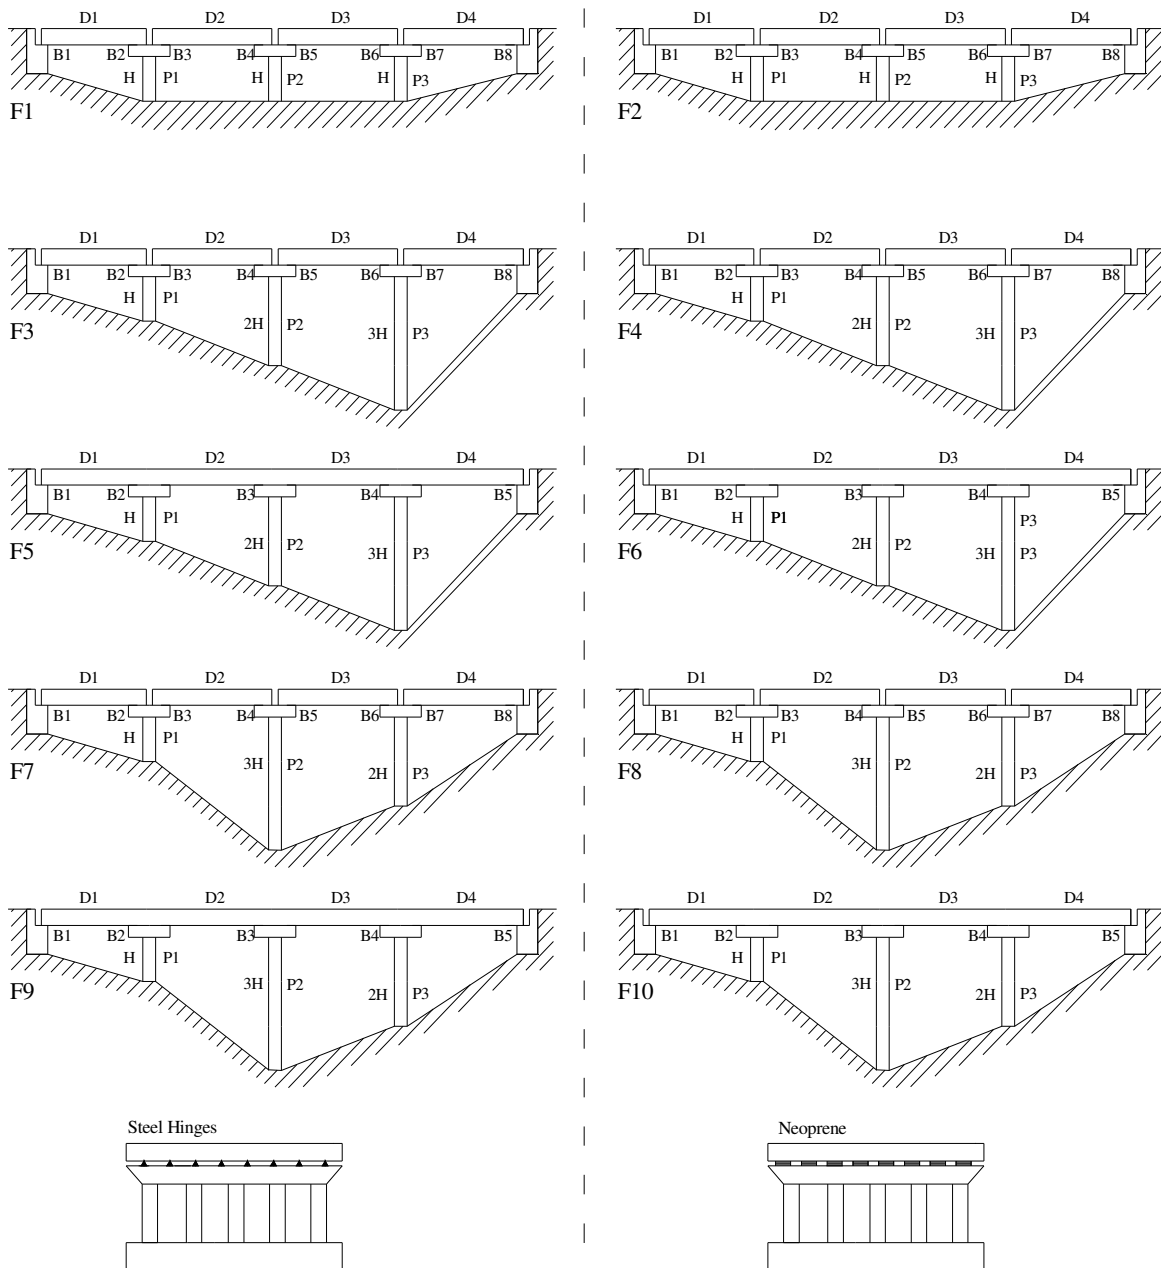 D1 D2 D3 D4
B1 B2 B3 B4 B5 B6 B7 B8
H P1 H P2 H P3
F1
D1 D2 D3 D4
B1 B2 B3 B4 B5 B6 B7 B8
H P1 H P2 H P3
F2
D1 D2 D3 D4
B1 B2 B3 B4 B5 B6 B7 B8
H P1
2H P2 3H P3
F3
D1 D2 D3 D4
B1 B2 B3 B4 B5 B6 B7 B8
H P1
2H P2 3H P3
F4
D1 D2 D3 D4
B1 B2 B3 B4 B5
H P1
2H P2 3H P3
F5
D1 D2 D3 D4
B1 B2 B3 B4 B5
H P1 P3
2H P2 3H P3
F6
D1 D2 D3 D4
B1 B2 B3 B4 B5 B6 B7 B8
H P1
3H P2 2H P3
F7
D1 D2 D3 D4
B1 B2 B3 B4 B5 B6 B7 B8
H P1
3H P2 2H P3
F8
D1 D2 D3 D4
B1 B2 B3 B4 B5
H P1
3H P2 2H P3
F9
D1 D2 D3 D4
B1 B2 B3 B4 B5
H P1
3H P2 2H P3
F10
Steel Hinges
Neoprene